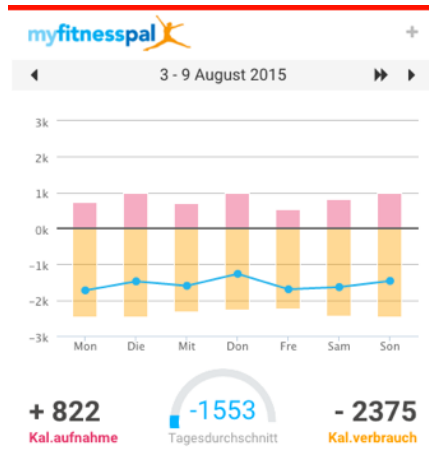 myfitnesspal
3 - 9 August 2015
3k
2k
1k
0k
-1k
-2k
-3k
Mon Die Mit Don Fre Sam Son
+ 822 -1553 - 2375
Kal.aufnahme Tagesdurchschnitt Kal.verbrauch